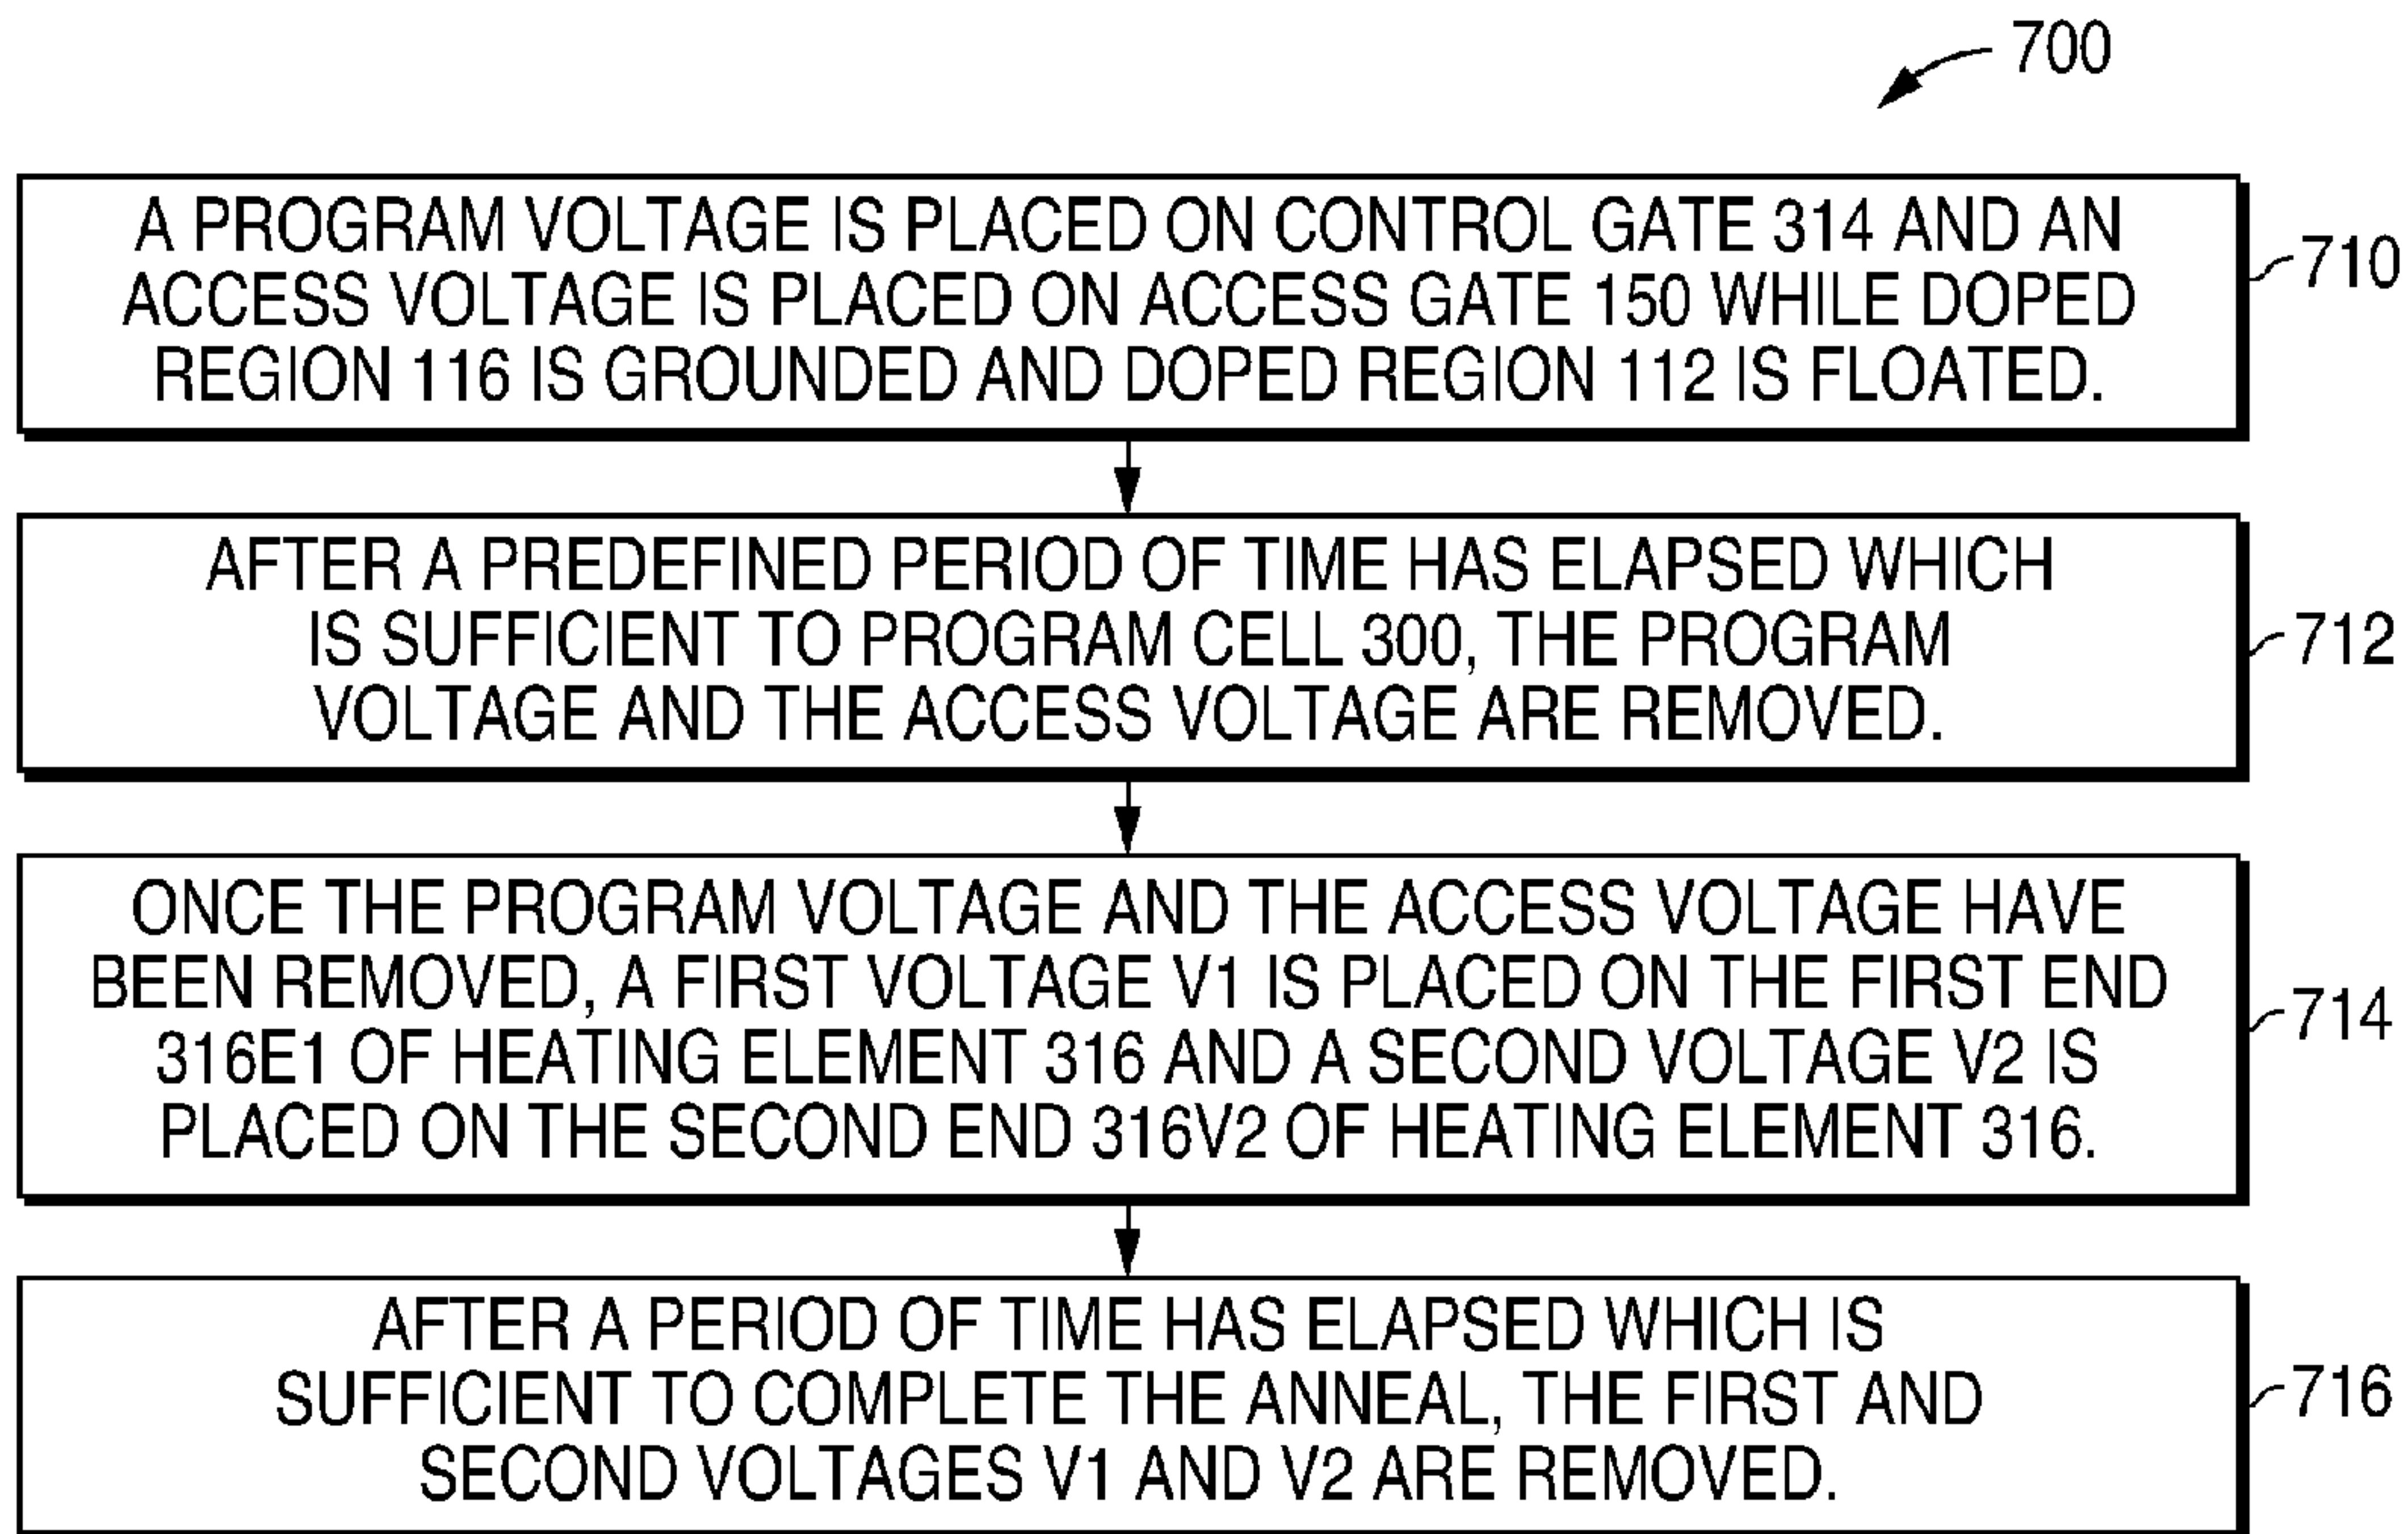 700
A PROGRAM VOLTAGE IS PLACED ON CONTROL GATE 314 AND AN
ACCESS VOLTAGE IS PLACED ON ACCESS GATE 150 WHILE DOPED
REGION 116 IS GROUNDED AND DOPED REGION 112 IS FLOATED.
710
AFTER A PREDEFINED PERIOD OF TIME HAS ELAPSED WHICH
IS SUFFICIENT TO PROGRAM CELL 300, THE PROGRAM
VOLTAGE AND THE ACCESS VOLTAGE ARE REMOVED.
712
ONCE THE PROGRAM VOLTAGE AND THE ACCESS VOLTAGE HAVE
BEEN REMOVED, A FIRST VOLTAGE V1 IS PLACED ON THE FIRST END
316E1 OF HEATING ELEMENT 316 AND A SECOND VOLTAGE V2 IS
PLACED ON THE SECOND END 316V2 OF HEATING ELEMENT 316.
714
AFTER A PERIOD OF TIME HAS ELAPSED WHICH IS
SUFFICIENT TO COMPLETE THE ANNEAL, THE FIRST AND
SECOND VOLTAGES V1 AND V2 ARE REMOVED.
716